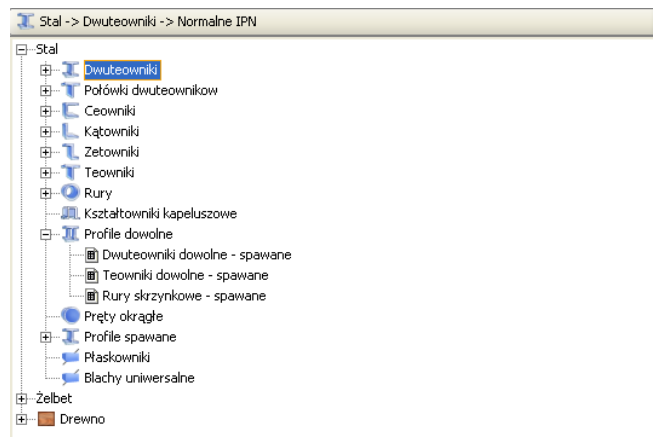 Stal -> Dwuteowniki -> Normalne IPN
Stal
Dwuteowniki
Połówki dwuteownikow
Ceowniki
Kątowniki
Zetowniki
Teowniki
Rury
Kształtowniki kapeluszowe
Profile dowolne
Dwuteowniki dowolne - spawane
Teowniki dowolne - spawane
Rury skrzynkowe - spawane
Pręty okrągłe
Profile spawane
Płaskowniki
Blachy uniwersalne
Żelbet
Drewno